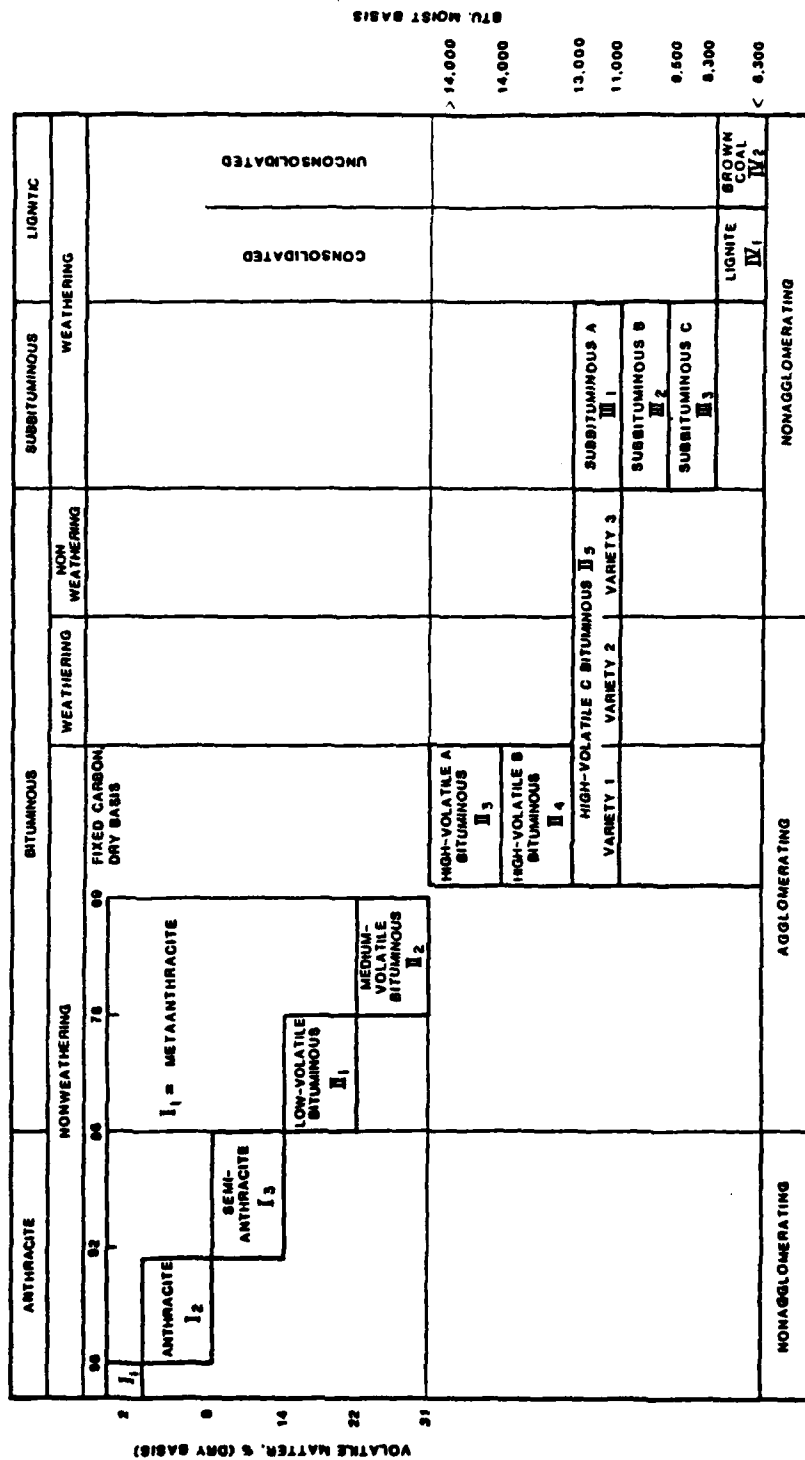 ANTHRACITE
BITUMINOUS
SUBBITUMINOUS
LIGNITIC
NONWEATHERING
WEATHERING
NON
WEATHERING
WEATHERING
98
92
86
78
69
FIXED CARBON,
DRY BASIS
VOLATILE MATTER, % (DRY BASIS)
2
8
14
22
31
I1
ANTHRACITE
I2
SEMI-
ANTHRACITE
I3
I1 = METAANTHRACITE
LOW-VOLATILE
BITUMINOUS
II1
MEDIUM-
VOLATILE
BITUMINOUS
II2
HIGH-VOLATILE A
BITUMINOUS
II3
HIGH-VOLATILE B
BITUMINOUS
II4
HIGH-VOLATILE C BITUMINOUS II5
VARIETY 1
VARIETY 2
VARIETY 3
SUBBITUMINOUS A
III1
SUBBITUMINOUS B
III2
SUBBITUMINOUS C
III3
CONSOLIDATED
UNCONSOLIDATED
LIGNITE
IV1
BROWN
COAL
IV2
BTU. MOIST BASIS
> 14,000
14,000
13,000
11,000
9,500
8,300
< 8,300
NONAGGLOMERATING
AGGLOMERATING
NONAGGLOMERATING